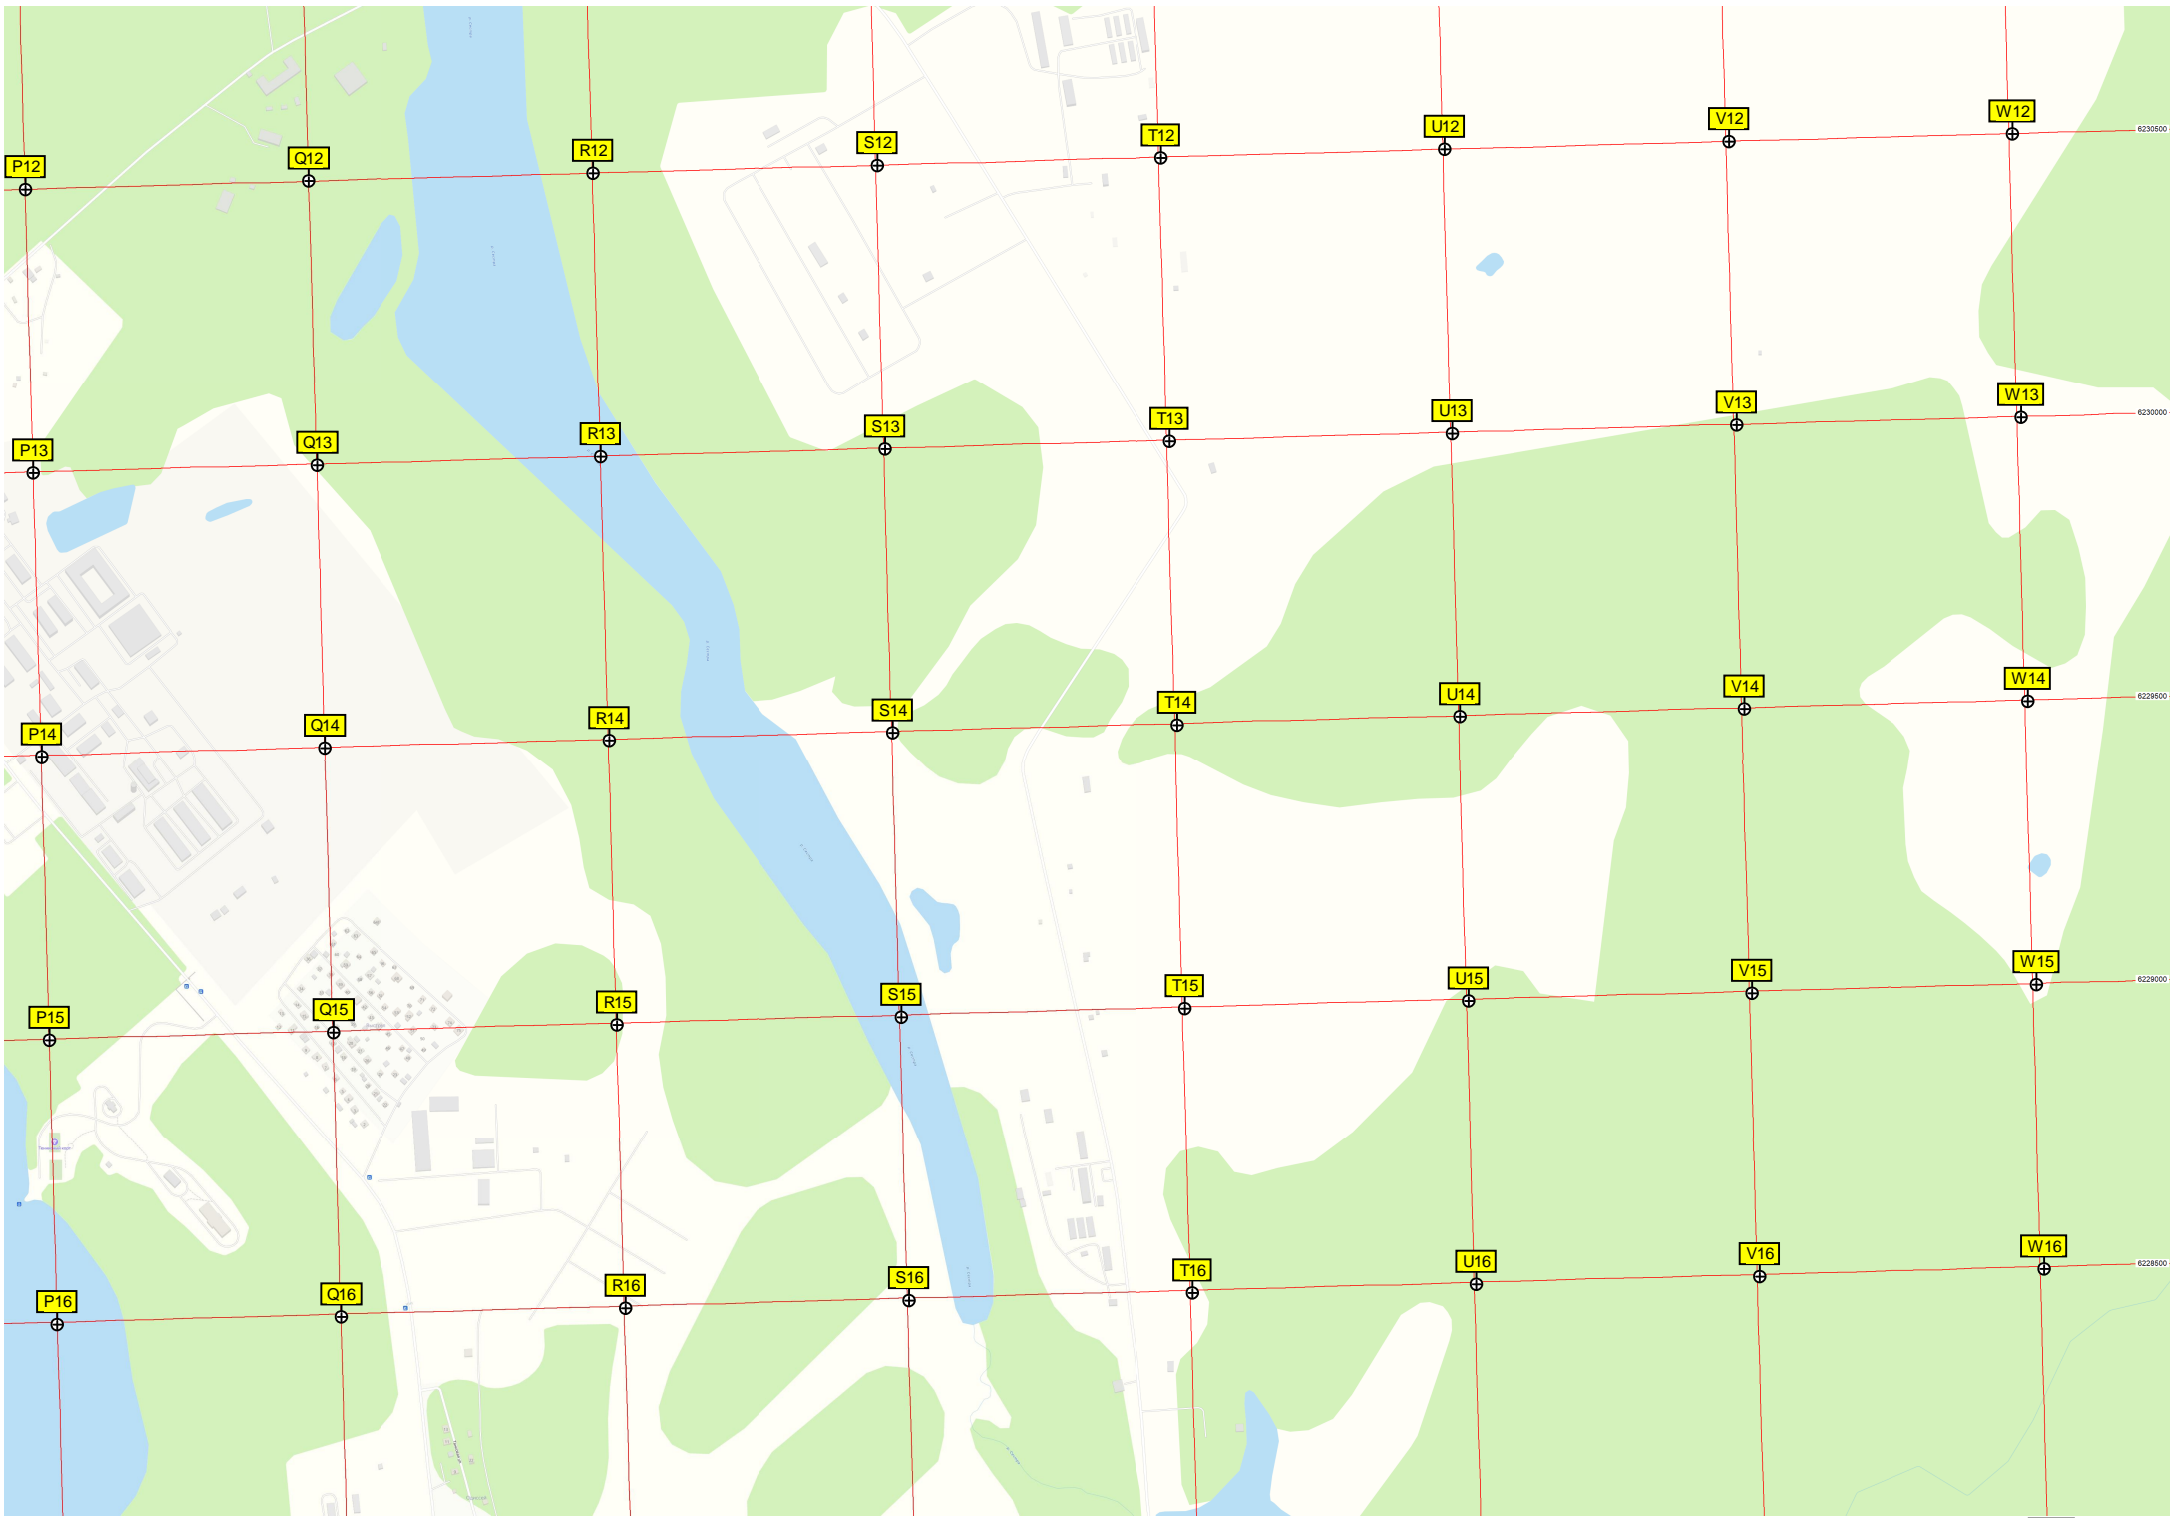 P12 Q12 R12 S12 T12 U12 V12 W12
6230500
P13 Q13 R13 S13 T13 U13 V13 W13
6230000
P14 Q14 R14 S14 T14 U14 V14 W14
6229500
P15 Q15 R15 S15 T15 U15 V15 W15
6229000
P16 Q16 R16 S16 T16 U16 V16 W16
6228500